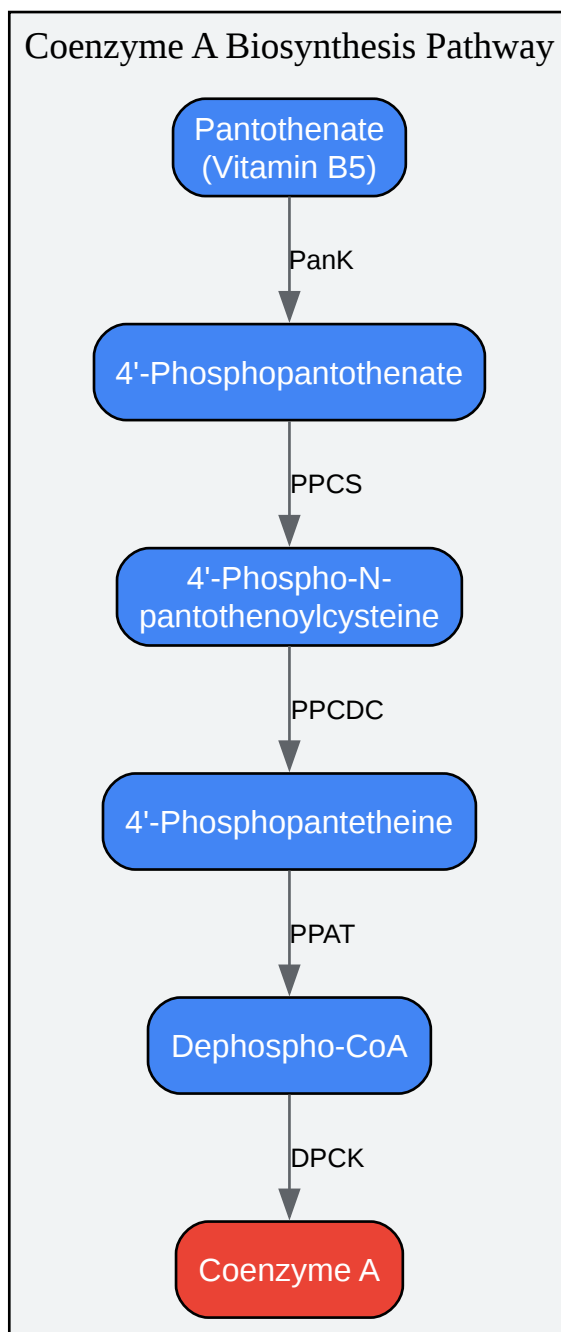 Coenzyme A Biosynthesis Pathway
Pantothenate
(Vitamin B5)
PanK
4'-Phosphopantothenate
PPCS
4'-Phospho-N-
pantothenoylcysteine
PPCDC
4'-Phosphopantetheine
PPAT
Dephospho-CoA
DPCK
Coenzyme A